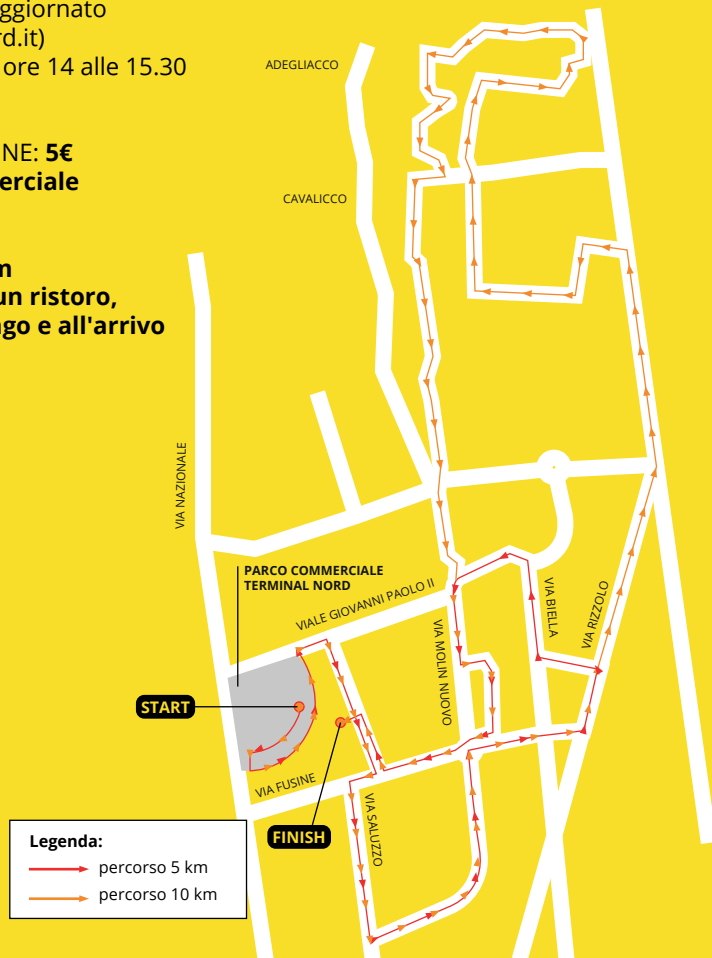 ggiornato
d.it)
ore 14 alle 15.30
NE: 5€
erciale
m
un ristoro,
go e all'arrivo
ADEGLIACCO
CAVALICCO
VIA NAZIONALE
PARCO COMMERCIALE
TERMINAL NORD
VIALE GIOVANNI PAOLO II
VIA BIELLA
VIA RIZZOLO
VIA MOLIN NUOVO
START
VIA FUSINE
VIA SALUZZO
FINISH
Legenda:
percorso 5 km
percorso 10 km